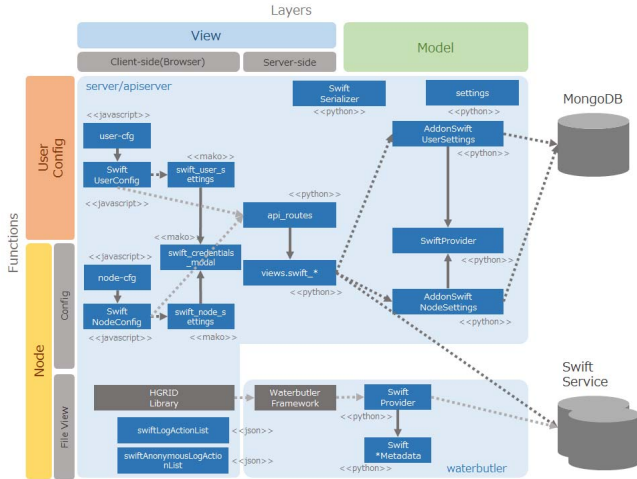 Layers
View
Model
Client-side(Browser)
Server-side
server/apiserver
Swift
Serializer
<<python>>
settings
<<python>>
MongoDB
<<javascript>>
user-cfg
<<mako>>
AddonSwift
UserSettings
<<python>>
Swift
UserConfig
<<javascript>>
swift_user_s
ettings
<<python>>
api_routes
User
Config
Functions
<<mako>>
swift_credentials
_modal
SwiftProvider
<<python>>
<<javascript>>
node-cfg
views.swift_*
<<python>>
Swift
NodeConfig
<<javascript>>
swift_node_s
ettings
<<mako>>
AddonSwift
NodeSettings
<<python>>
Config
Node
File View
Swift
Service
HGRID
Library
Waterbutler
Framework
Swift
Provider
<<python>>
swiftLogActionList
<<json>>
swiftAnonymousLogActio
nList
<<json>>
Swift
*Metadata
<<python>>
waterbutler